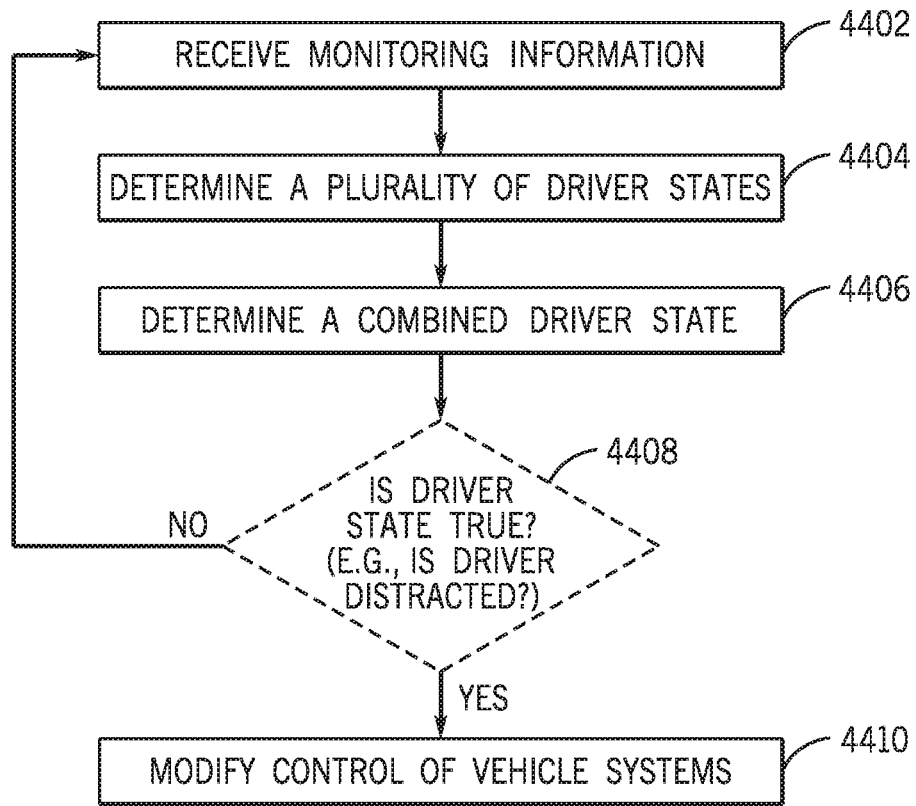 RECEIVE MONITORING INFORMATION
4402
DETERMINE A PLURALITY OF DRIVER STATES
4404
DETERMINE A COMBINED DRIVER STATE
4406
4408
IS DRIVER
STATE TRUE?
(E.G., IS DRIVER
DISTRACTED?)
NO
YES
MODIFY CONTROL OF VEHICLE SYSTEMS
4410